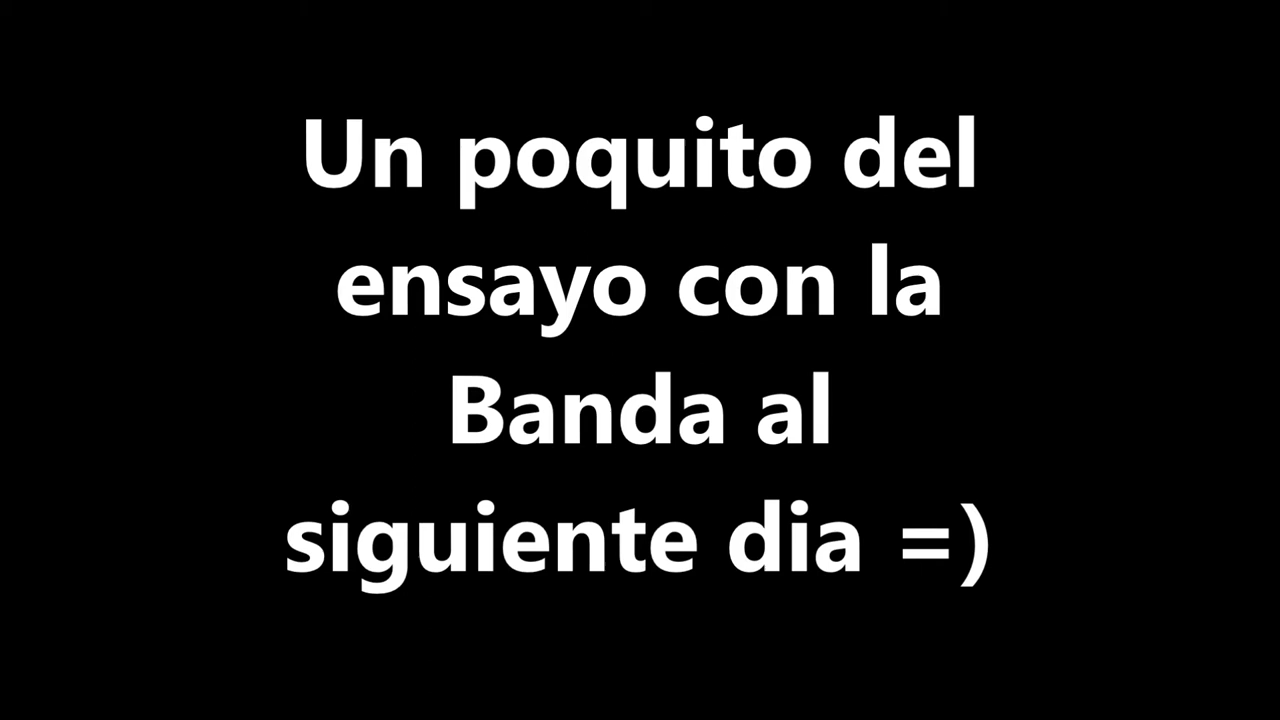 Un poquito del
ensayo con la
Banda al
siguiente dia =)